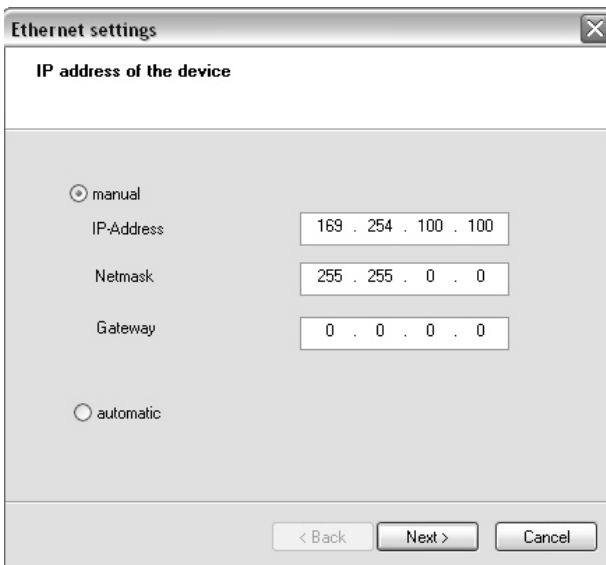 Ethernet settings
IP address of the device
manual
IP-Address 169 . 254 . 100 . 100
Netmask 255 . 255 . 0 . 0
Gateway 0 . 0 . 0 . 0
automatic
< Back Next > Cancel